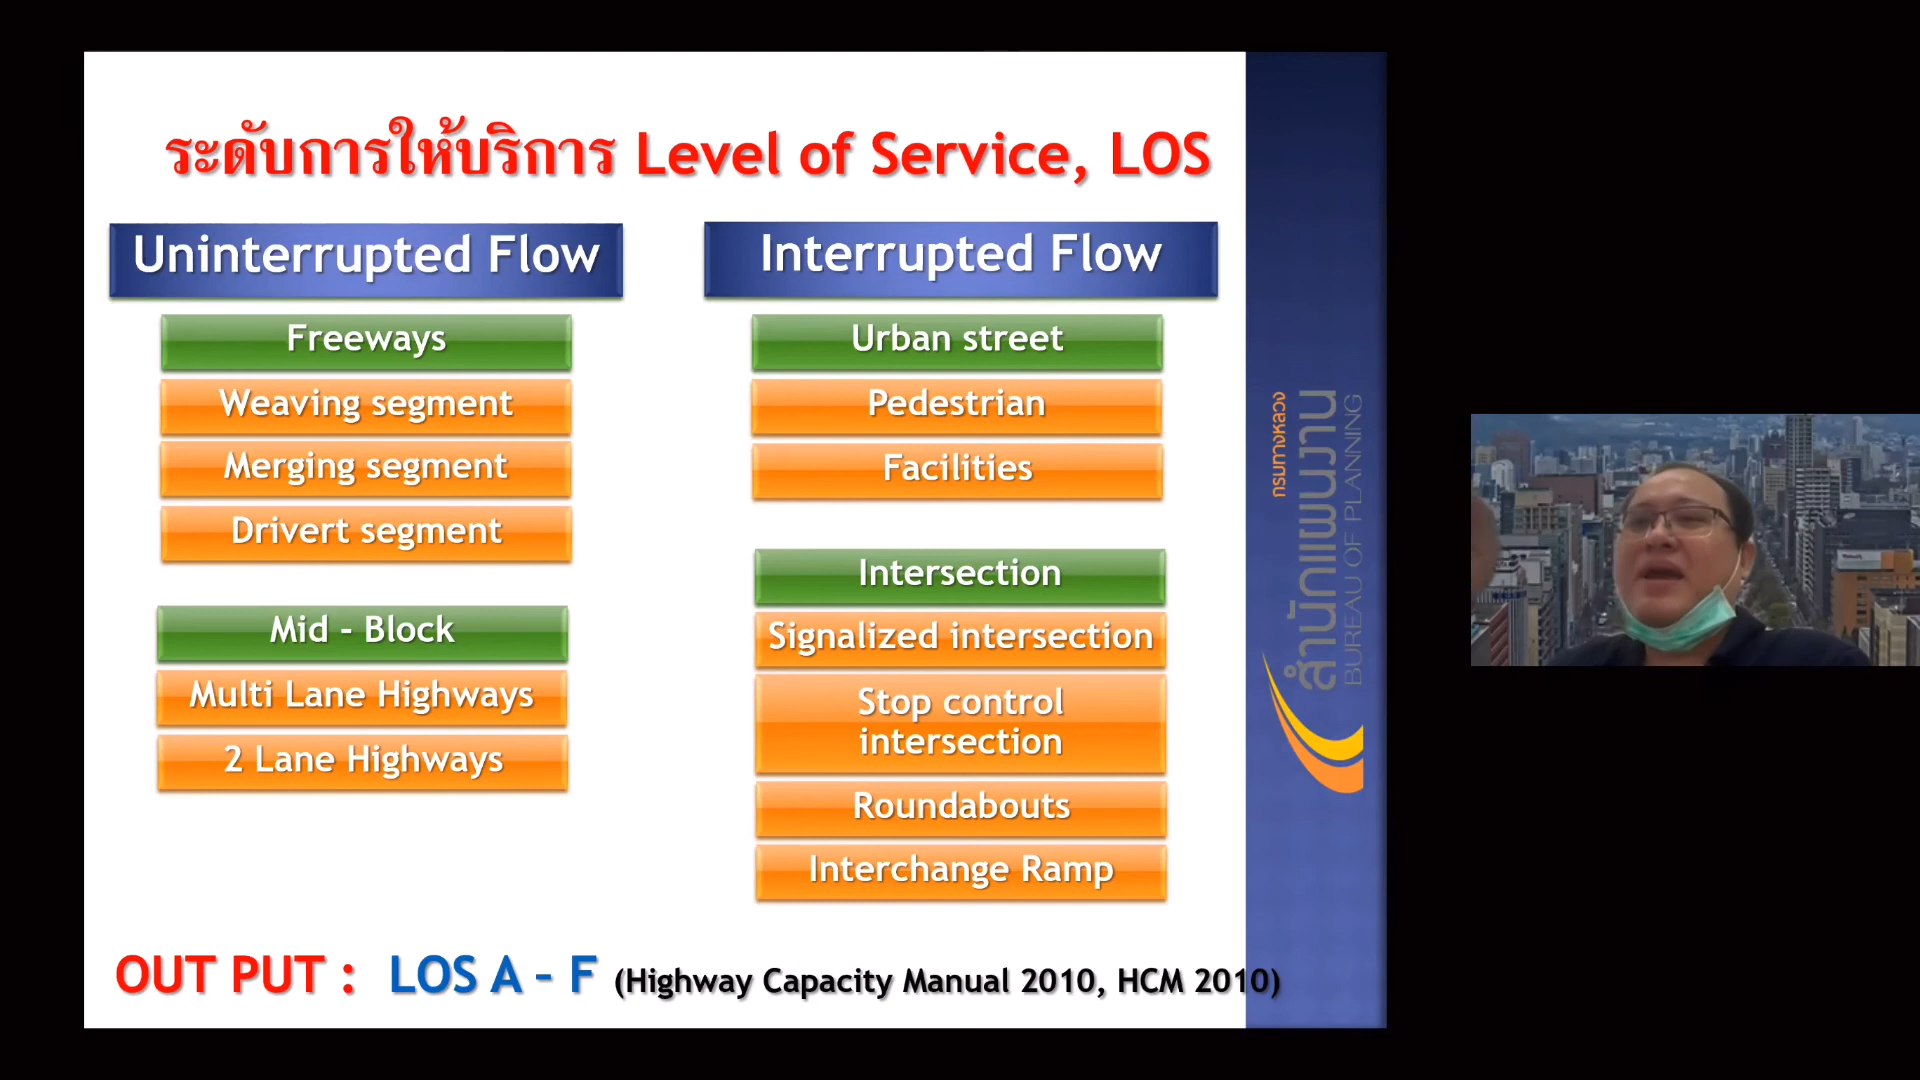 ระดับการให้บริการ Level of Service, LOS
Uninterrupted Flow
Freeways
Weaving segment
Merging segment
Drivert segment
Mid - Block
Multi Lane Highways
2 Lane Highways
Interrupted Flow
Urban street
Pedestrian
Facilities
Intersection
Signalized intersection
Stop control
intersection
Roundabouts
Interchange Ramp
OUT PUT : LOS A – F (Highway Capacity Manual 2010, HCM 2010)
กรมทางหลวง
สำนักแผนงาน
BUREAU OF PLANNING